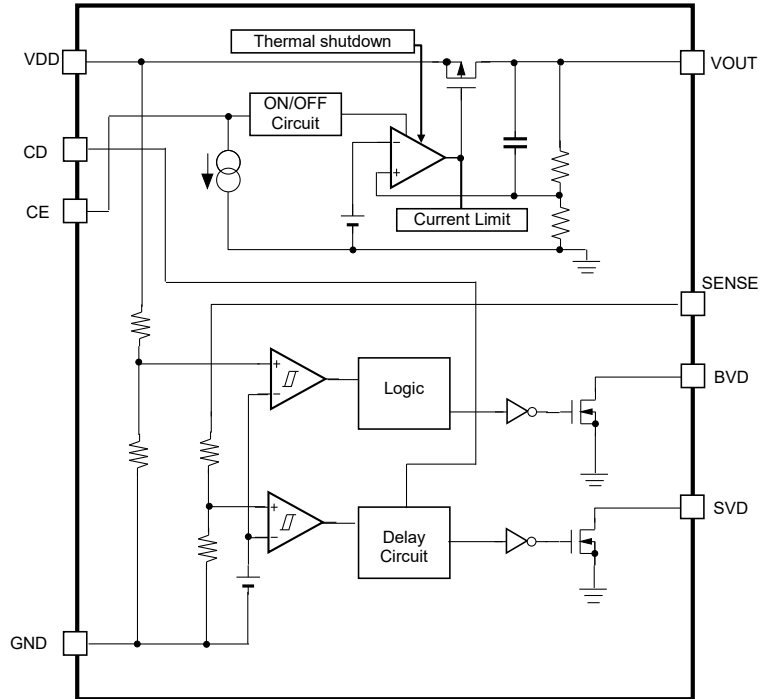 Thermal shutdown
VDD
VOUT
ON/OFF
Circuit
CD
−
+
CE
Current Limit
SENSE
+
−
Logic
BVD
+
−
Delay
Circuit
SVD
GND